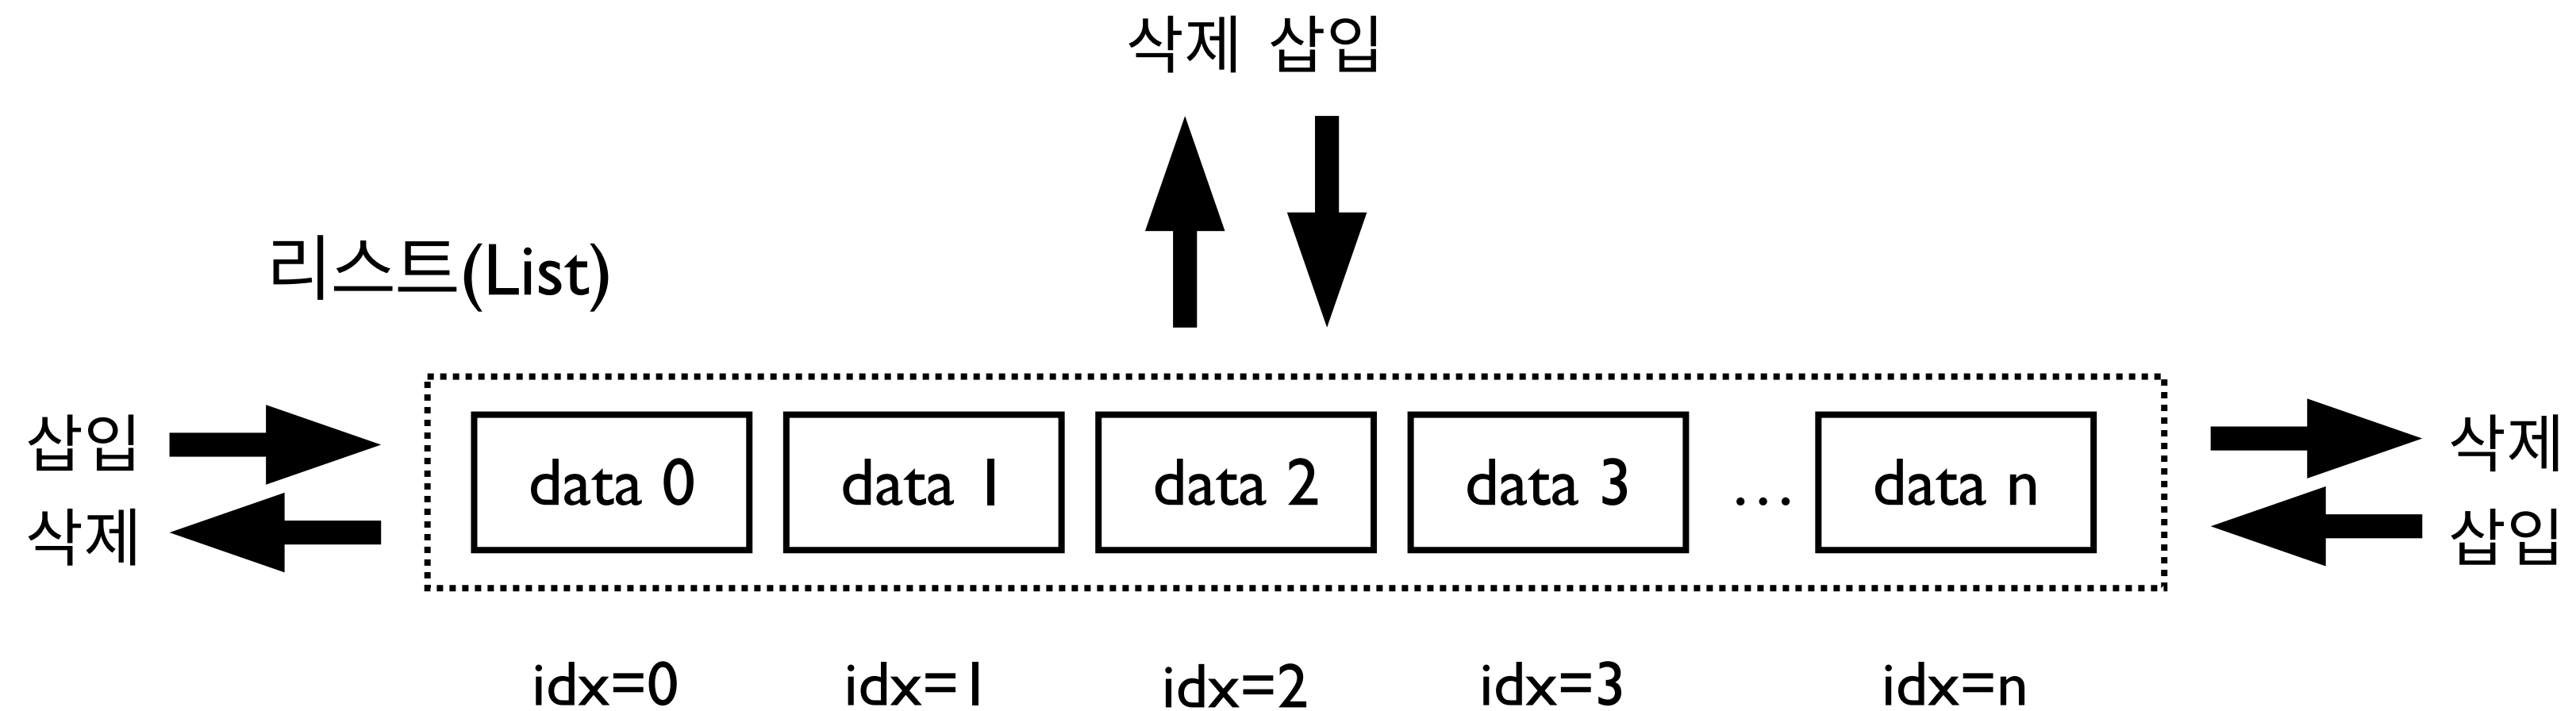 삭제 삽입
리스트(List)
삽입
삭제
data 0 data 1 data 2 data 3 ... data n
삭제
삽입
idx=0 idx=1 idx=2 idx=3 idx=n